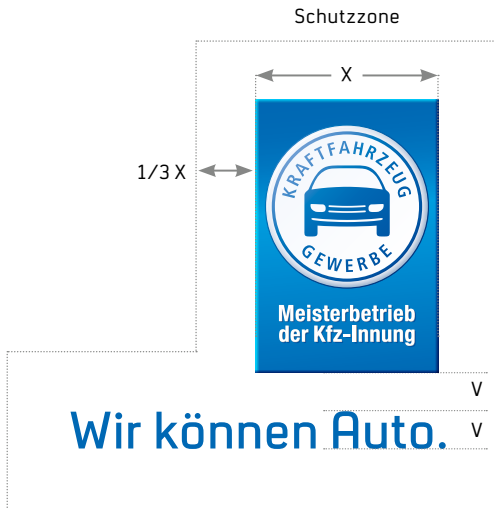 Schutzzone
X
1/3 X
KRAFTFAHRZEUG
GEWERBE
Meisterbetrieb
der Kfz-Innung
V
Wir können Auto.
V